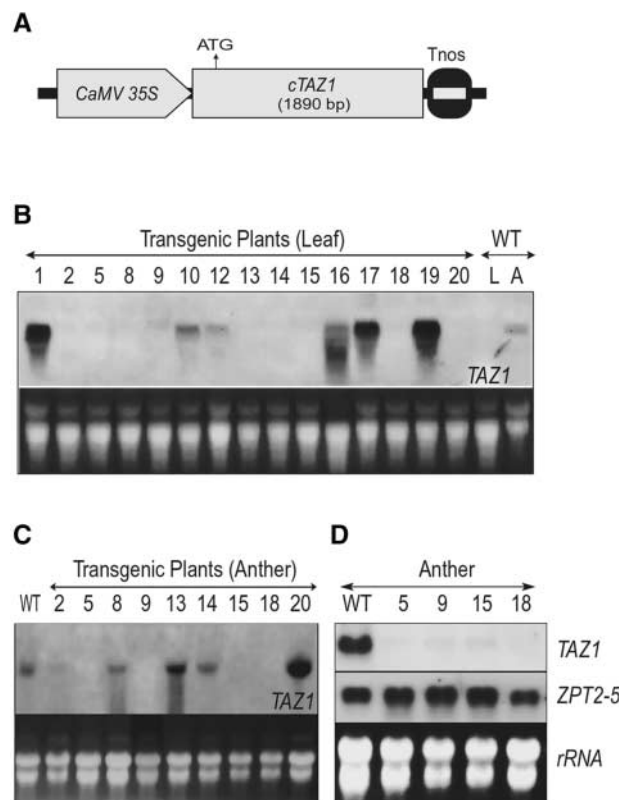 A
ATG
Tnos
CaMV 35S
cTAZ1
(1890 bp)
B
Transgenic Plants (Leaf)
WT
1 2 5 8 9 10 12 13 14 15 16 17 18 19 20 L A
TAZ1
C
Transgenic Plants (Anther)
WT 2 5 8 9 13 14 15 18 20
TAZ1
D
Anther
WT 5 9 15 18
TAZ1
ZPT2-5
rRNA